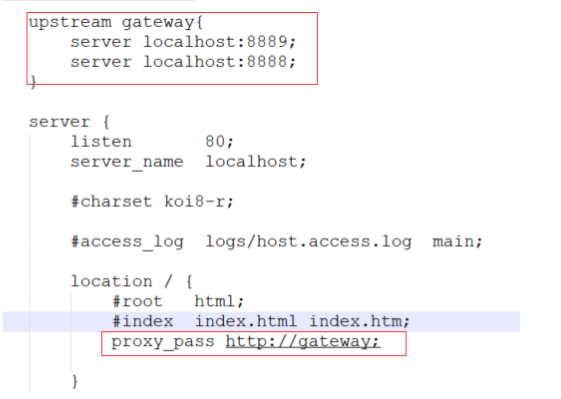 upstream gateway{
    server localhost:8889;
    server localhost:8888;
}
server {
    listen       80;
    server_name  localhost;
    #charset koi8-r;
    #access_log  logs/host.access.log  main;
    location / {
        #root   html;
        #index  index.html index.htm;
        proxy_pass http://gateway;
    }